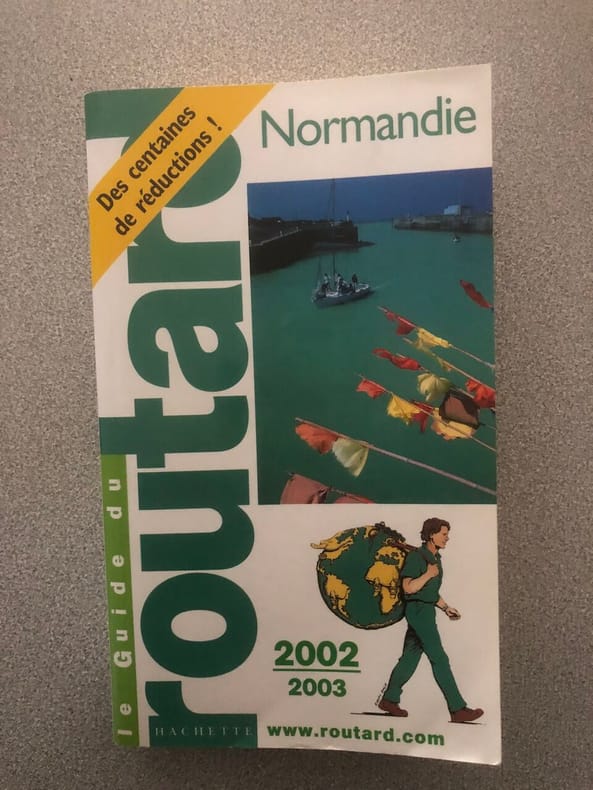 Des centaines
de réductions !
Normandie
le Guide du
routard
2002
2003
HACHETTE
www.routard.com